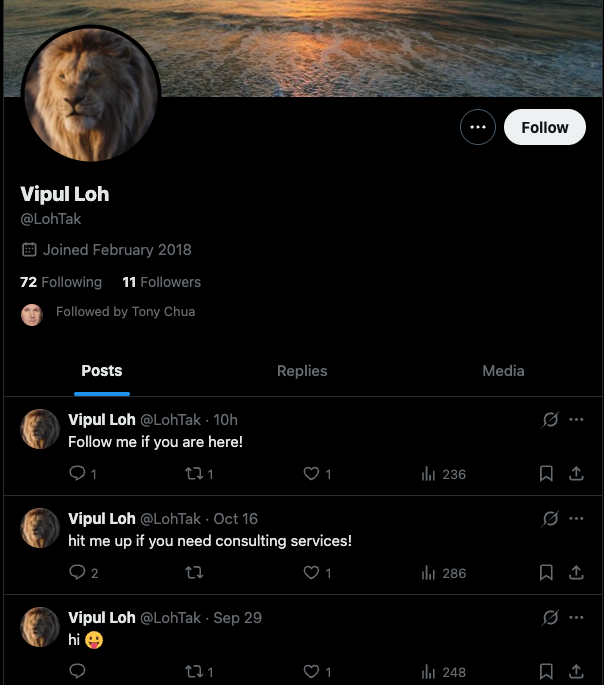 Follow
Vipul Loh
@LohTak
Joined February 2018
72 Following 11 Followers
Followed by Tony Chua
Posts Replies Media
Vipul Loh @LohTak · 10h
Follow me if you are here!
1 1 1 236
Vipul Loh @LohTak · Oct 16
hit me up if you need consulting services!
2 1 286
Vipul Loh @LohTak · Sep 29
hi 😛
1 1 248